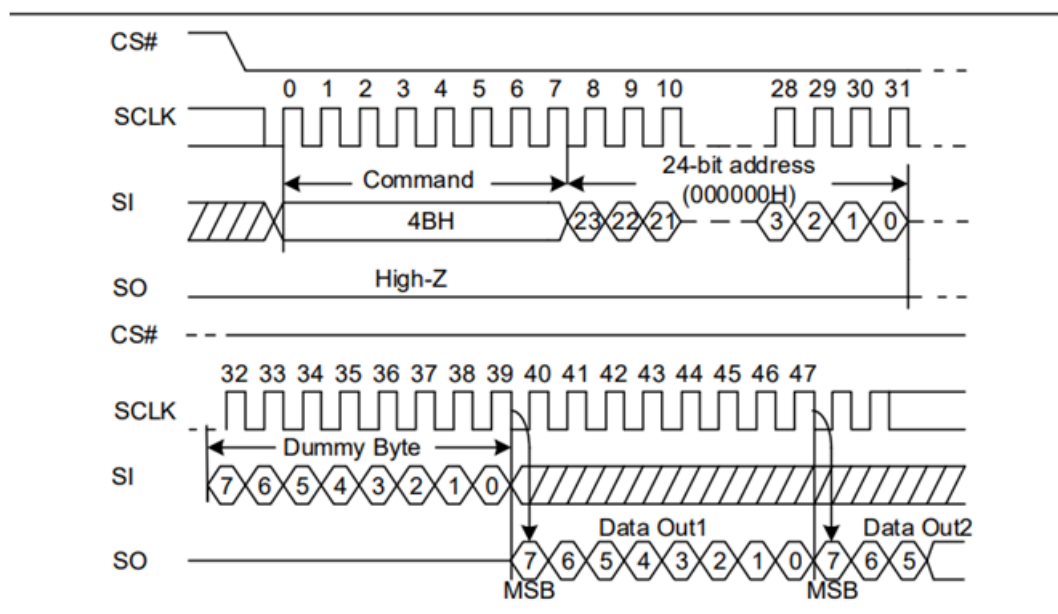 CS#
0 1 2 3 4 5 6 7 8 9 10 28 29 30 31
SCLK
Command 24-bit address
(000000H)
SI
4BH 23 22 21 3 2 1 0
High-Z
SO
CS#
32 33 34 35 36 37 38 39 40 41 42 43 44 45 46 47
SCLK
Dummy Byte
SI
7 6 5 4 3 2 1 0
Data Out1 Data Out2
SO
7 6 5 4 3 2 1 0 7 6 5
MSB MSB